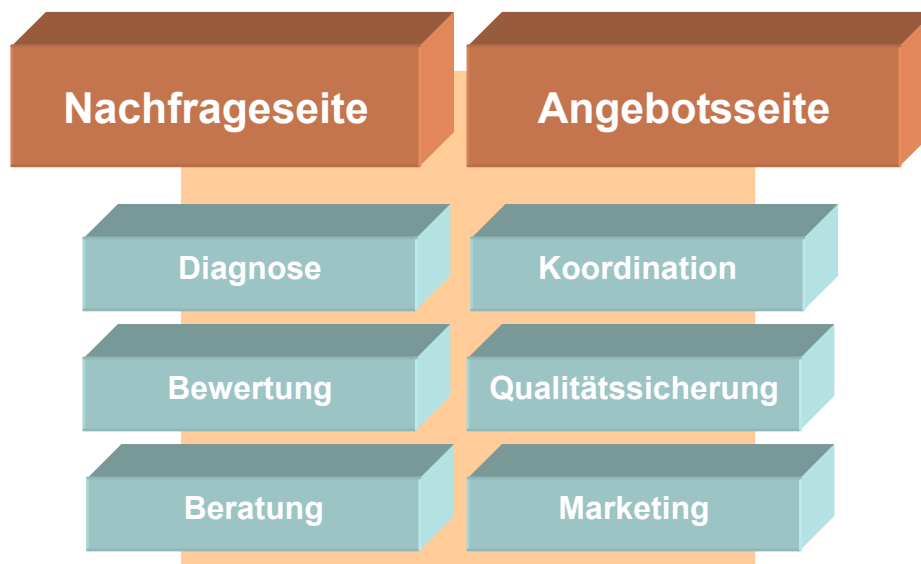 Nachfrageseite
Angebotsseite
Diagnose
Koordination
Bewertung
Qualitätssicherung
Beratung
Marketing